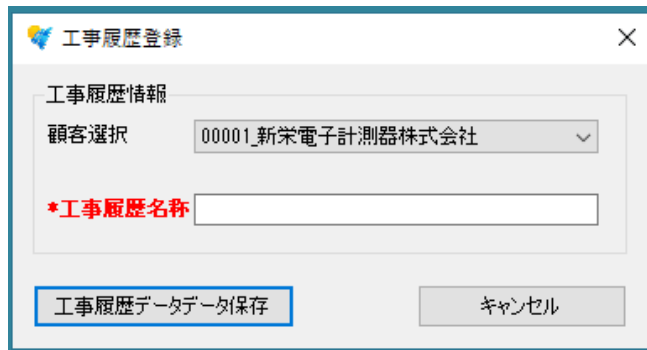 工事履歴登録
工事履歴情報
顧客選択 00001_新栄電子計測器株式会社
*工事履歴名称
工事履歴データデータ保存 キャンセル